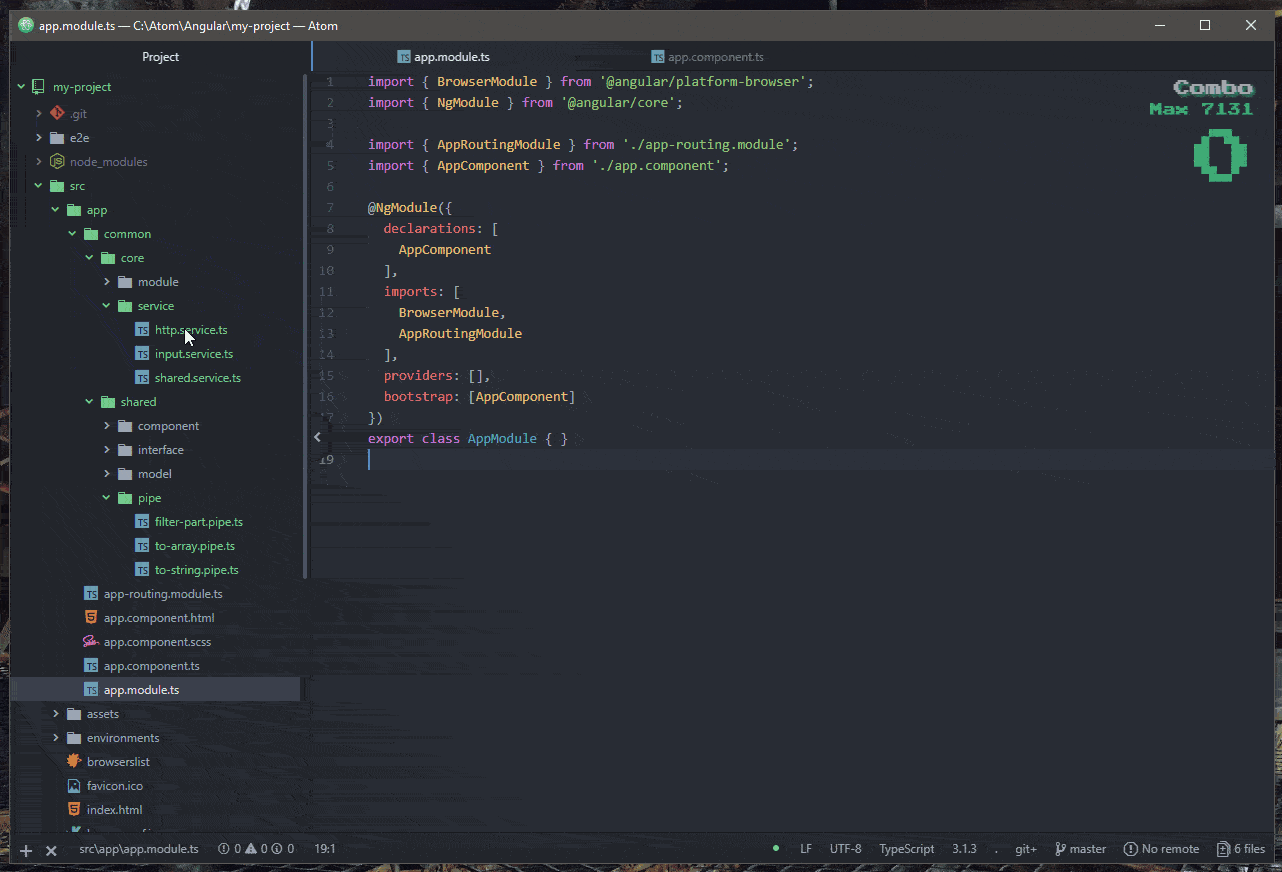 app.module.ts — C:\Atom\Angular\my-project — Atom
Project
my-project
.git
e2e
node_modules
src
app
common
core
module
service
http.service.ts
input.service.ts
shared.service.ts
shared
component
interface
model
pipe
filter-part.pipe.ts
to-array.pipe.ts
to-string.pipe.ts
app-routing.module.ts
app.component.html
app.component.scss
app.component.ts
app.module.ts
assets
environments
browserslist
favicon.ico
index.html
app.module.ts app.component.ts
1 import { BrowserModule } from '@angular/platform-browser';
2 import { NgModule } from '@angular/core';
3
4 import { AppRoutingModule } from './app-routing.module';
5 import { AppComponent } from './app.component';
6
7 @NgModule({
8 declarations: [
9 AppComponent
10 ],
11 imports: [
12 BrowserModule,
13 AppRoutingModule
14 ],
15 providers: [],
16 bootstrap: [AppComponent]
17 })
export class AppModule { }
19
Combo
Max 7131
0
src\app\app.module.ts 0 0 0 19:1 LF UTF-8 TypeScript 3.1.3 . git+ master No remote 6 files